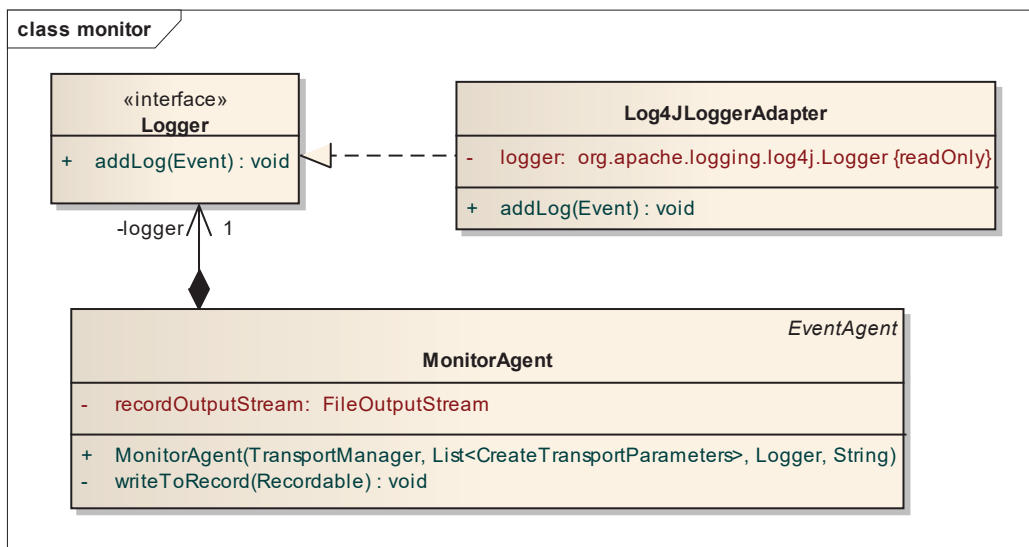 class monitor
«interface»
Logger
+ addLog(Event) : void
Log4JLoggerAdapter
- logger: org.apache.logging.log4j.Logger {readOnly}
+ addLog(Event) : void
-logger 1
EventAgent
MonitorAgent
- recordOutputStream: FileOutputStream
+ MonitorAgent(TransportManager, List<CreateTransportParameters>, Logger, String)
- writeToRecord(Recordable) : void